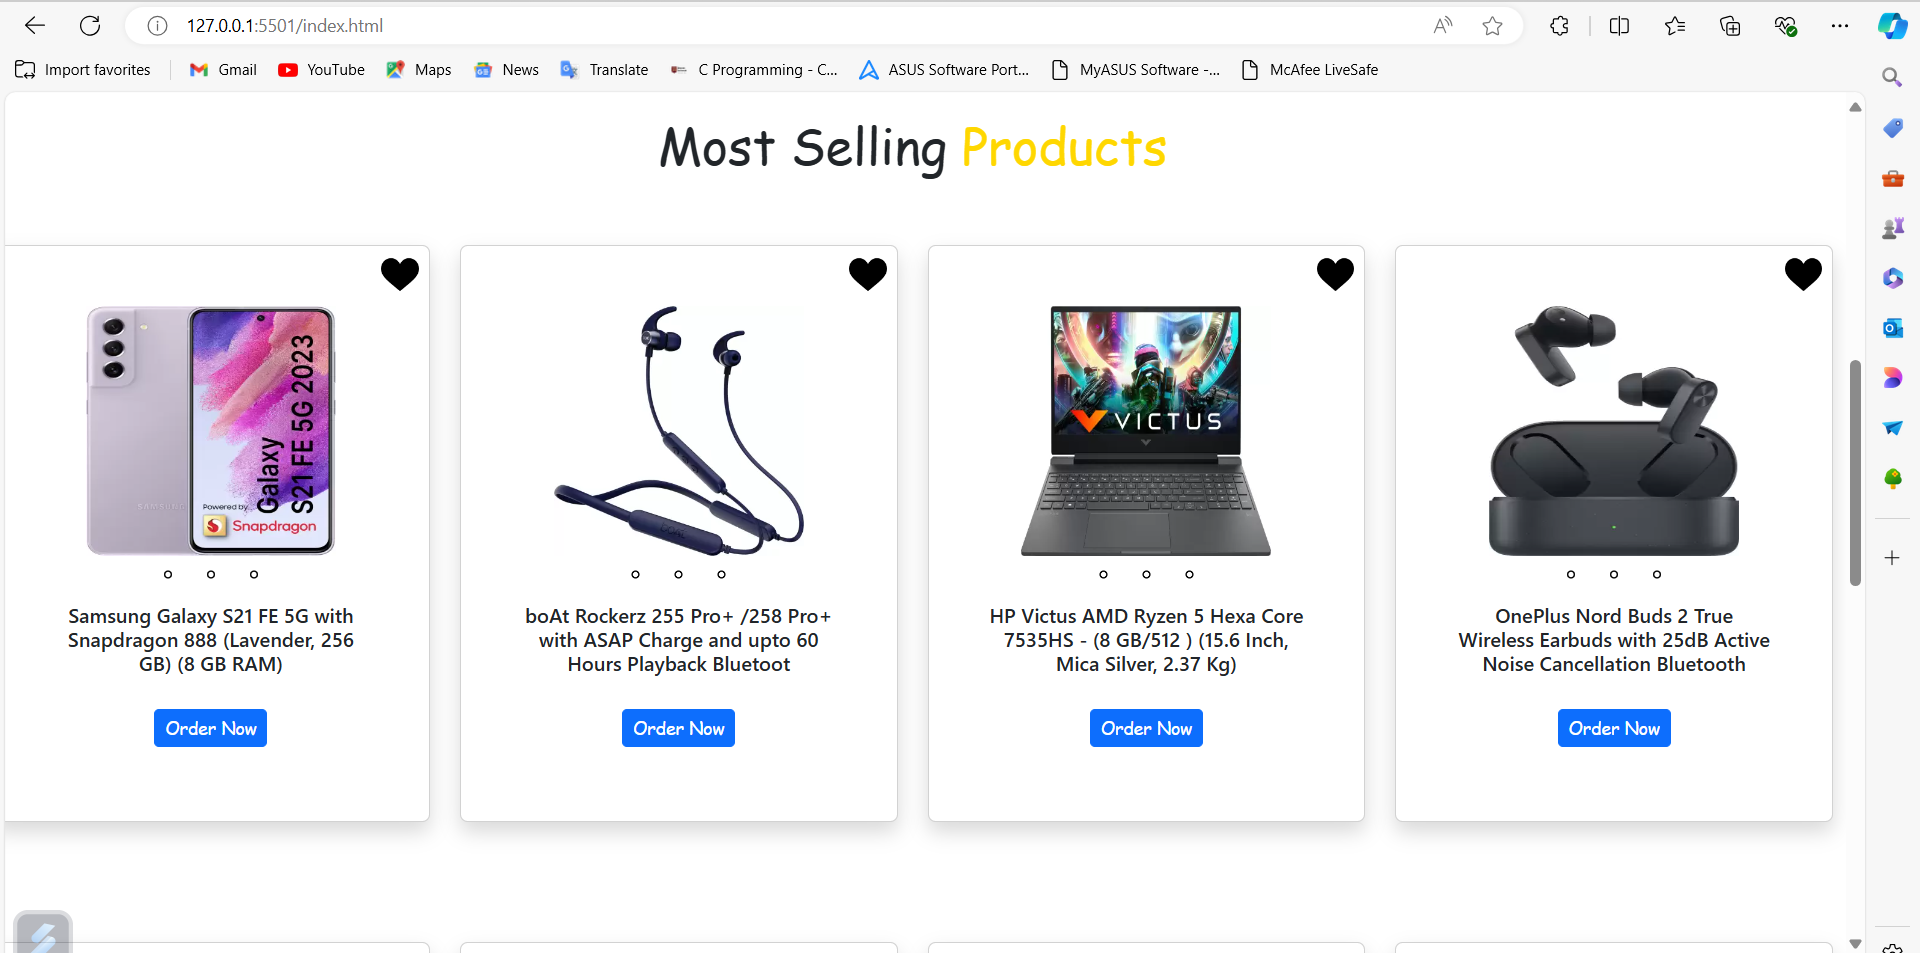 127.0.0.1:5501/index.html
Import favorites Gmail YouTube Maps News Translate C Programming - C... ASUS Software Port... MyASUS Software -... McAfee LiveSafe
Most Selling Products
Galaxy
S21 FE 5G 2023
SAMSUNG
Powered by
Snapdragon
VICTUS
Samsung Galaxy S21 FE 5G with
Snapdragon 888 (Lavender, 256
GB) (8 GB RAM)
Order Now
boAt Rockerz 255 Pro+ /258 Pro+
with ASAP Charge and upto 60
Hours Playback Bluetoot
Order Now
HP Victus AMD Ryzen 5 Hexa Core
7535HS - (8 GB/512 ) (15.6 Inch,
Mica Silver, 2.37 Kg)
Order Now
OnePlus Nord Buds 2 True
Wireless Earbuds with 25dB Active
Noise Cancellation Bluetooth
Order Now